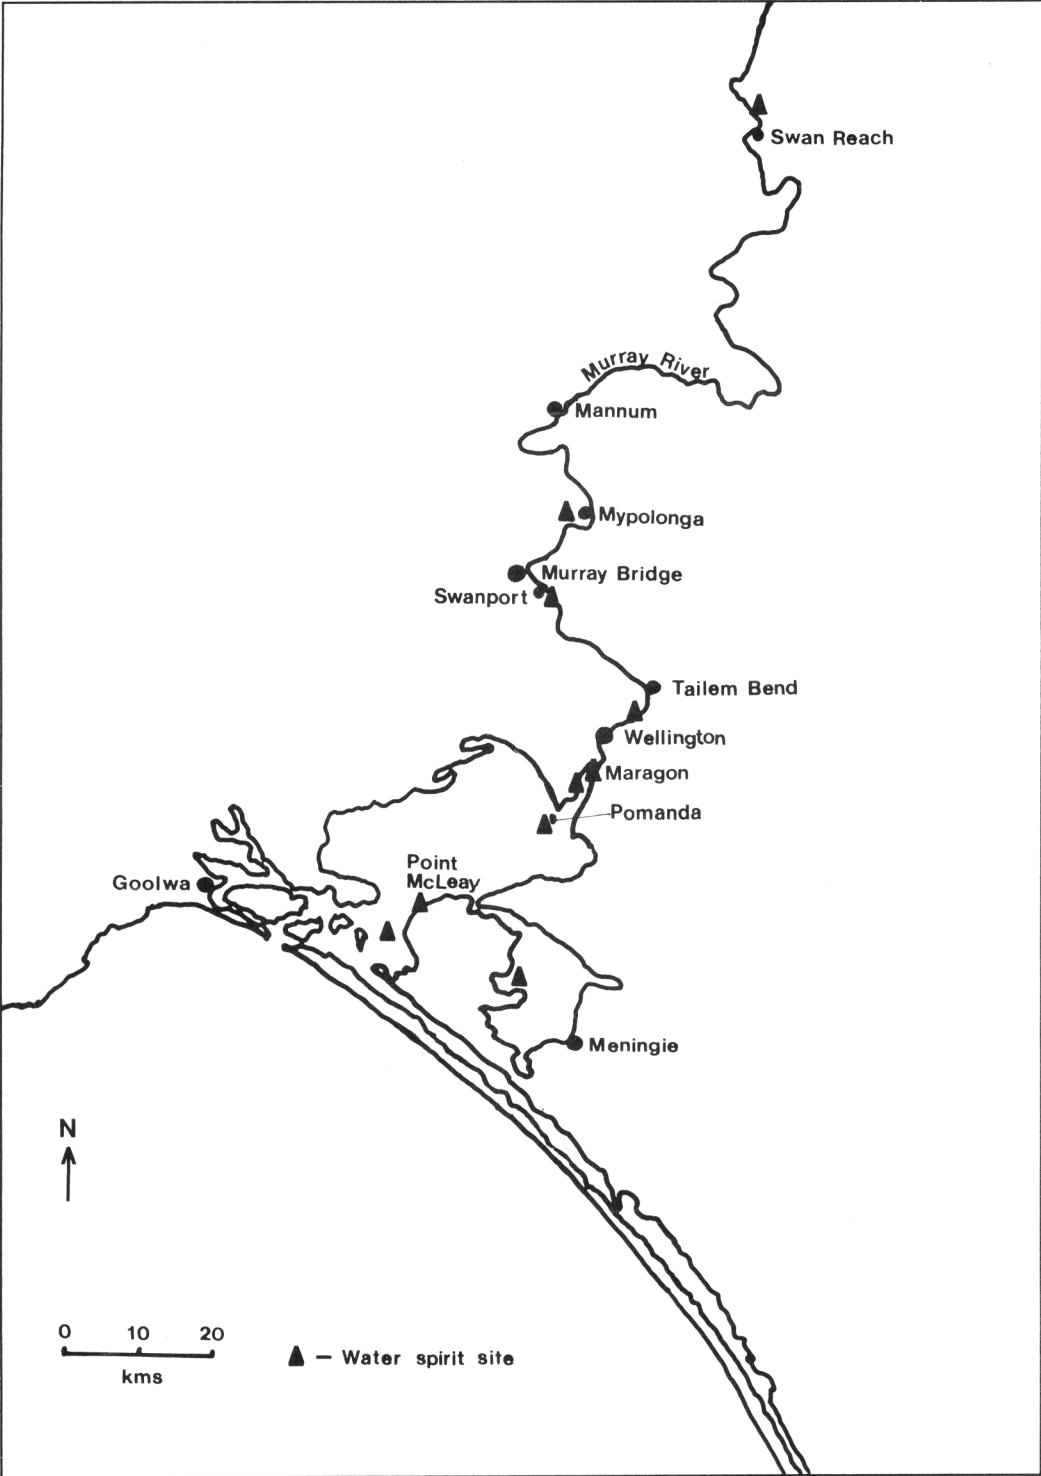 Swan Reach
Murray River
Mannum
Mypolonga
Murray Bridge
Swanport
Tailem Bend
Wellington
Maragon
Pomanda
Point
McLeay
Goolwa
Meningie
N
0 10 20
kms
– Water spirit site